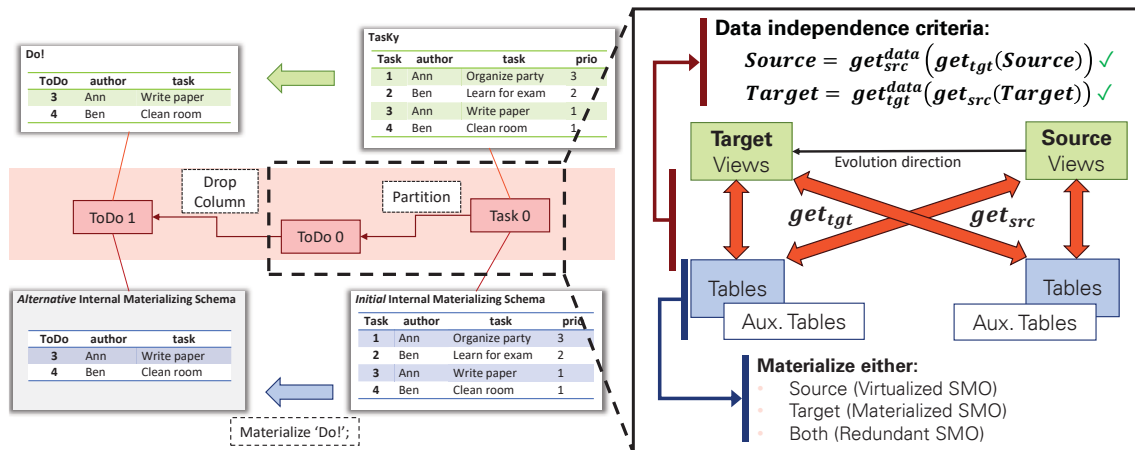 Do!
ToDo author task
3 Ann Write paper
4 Ben Clean room
TasKy
Task author task prio
1 Ann Organize party 3
2 Ben Learn for exam 2
3 Ann Write paper 1
4 Ben Clean room 1
Drop
Column
Partition
ToDo 1
ToDo 0
Task 0
Alternative Internal Materializing Schema
ToDo author task
3 Ann Write paper
4 Ben Clean room
Initial Internal Materializing Schema
Task author task prio
1 Ann Organize party 3
2 Ben Learn for exam 2
3 Ann Write paper 1
4 Ben Clean room 1
Materialize ‘Do!’;
Data independence criteria:
Source = get_src^data (get_tgt(Source)) ✓
Target = get_tgt^data (get_src(Target)) ✓
Target
Views
Evolution direction
Source
Views
get_tgt
get_src
Tables
Aux. Tables
Tables
Aux. Tables
Materialize either:
• Source (Virtualized SMO)
• Target (Materialized SMO)
• Both (Redundant SMO)